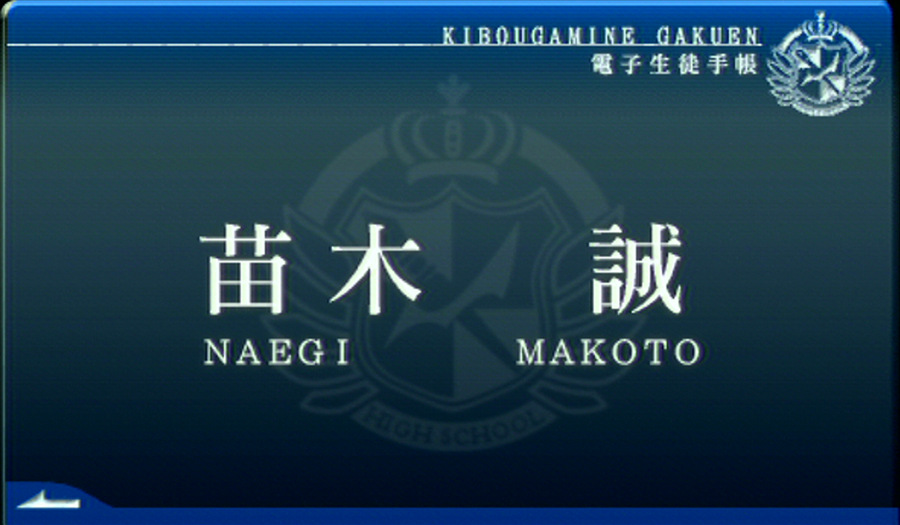 KIBOUGAMINE GAKUEN
電子生徒手帳
苗木 誠
NAEGI MAKOTO
HIGH SCHOOL